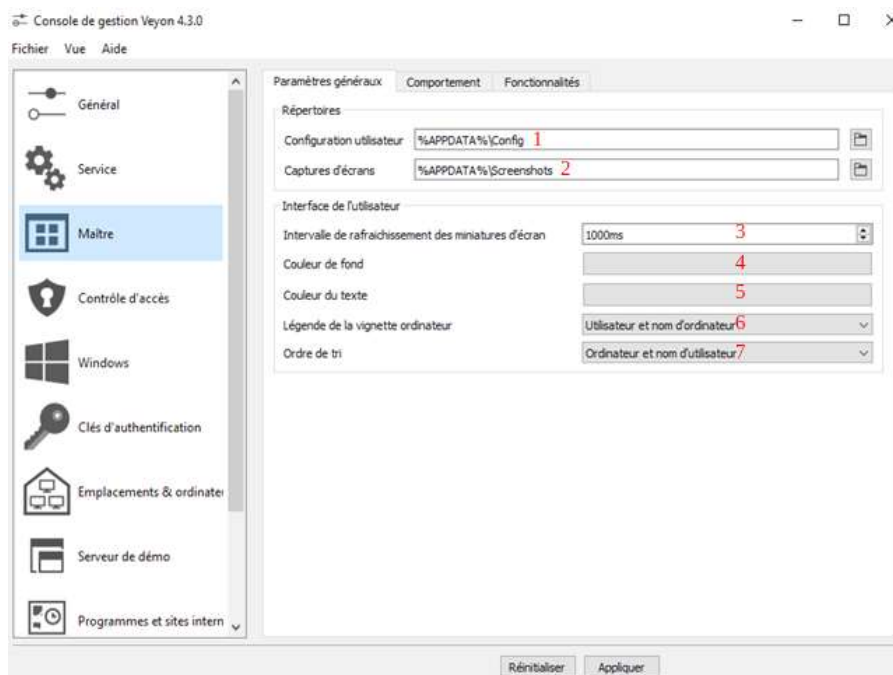 Console de gestion Veyon 4.3.0
Fichier Vue Aide
Général
Service
Maître
Contrôle d'accès
Windows
Clés d'authentification
Emplacements & ordinate
Serveur de démo
Programmes et sites intern
Paramètres généraux Comportement Fonctionnalités
Répertoires
Configuration utilisateur %APPDATA%\Config 1
Captures d'écrans %APPDATA%\Screenshots 2
Interface de l'utilisateur
Intervalle de rafraichissement des miniatures d'écran 1000ms 3
Couleur de fond 4
Couleur du texte 5
Légende de la vignette ordinateur Utilisateur et nom d'ordinateur 6
Ordre de tri Ordinateur et nom d'utilisateur 7
Réinitialiser Appliquer